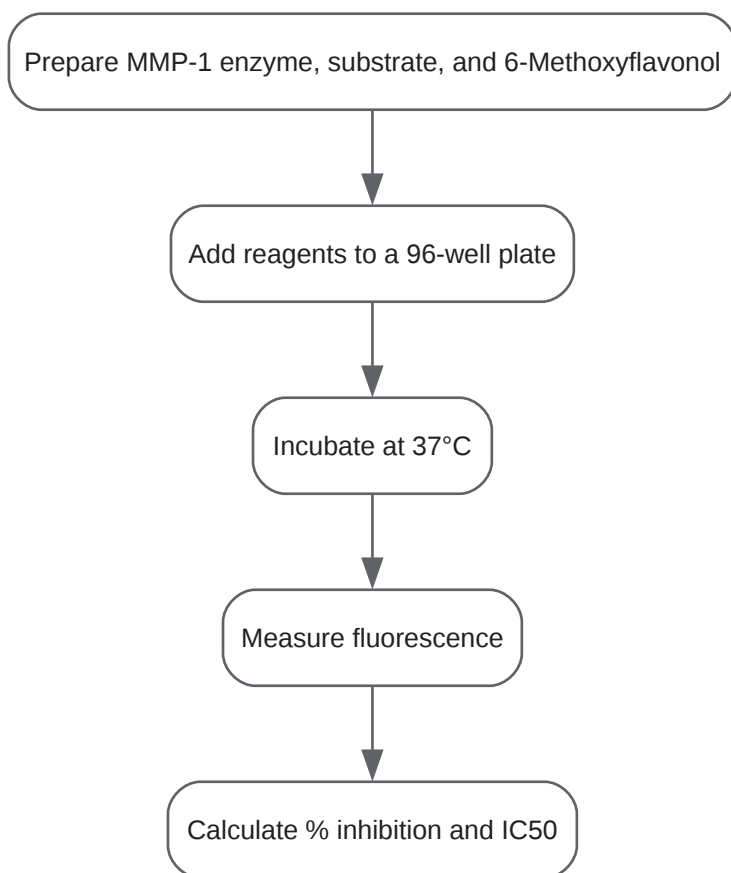 Prepare MMP-1 enzyme, substrate, and 6-Methoxyflavonol
Add reagents to a 96-well plate
Incubate at 37°C
Measure fluorescence
Calculate % inhibition and IC50